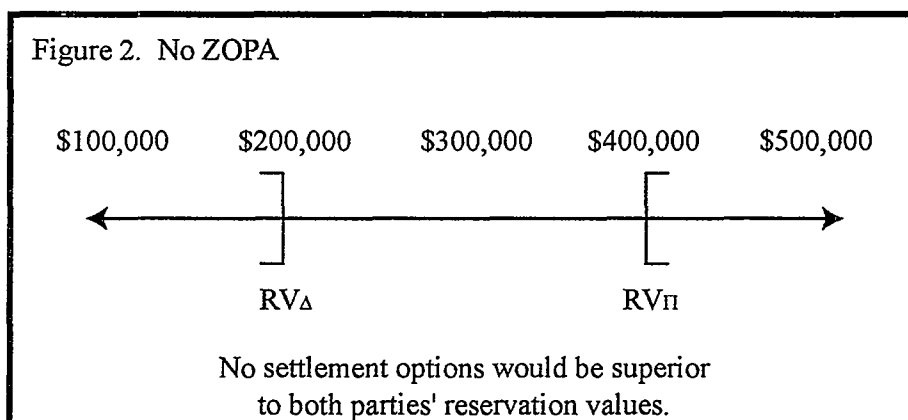 Figure 2. No ZOPA
$100,000 $200,000 $300,000 $400,000 $500,000
RVΔ RVΠ
No settlement options would be superior
to both parties' reservation values.